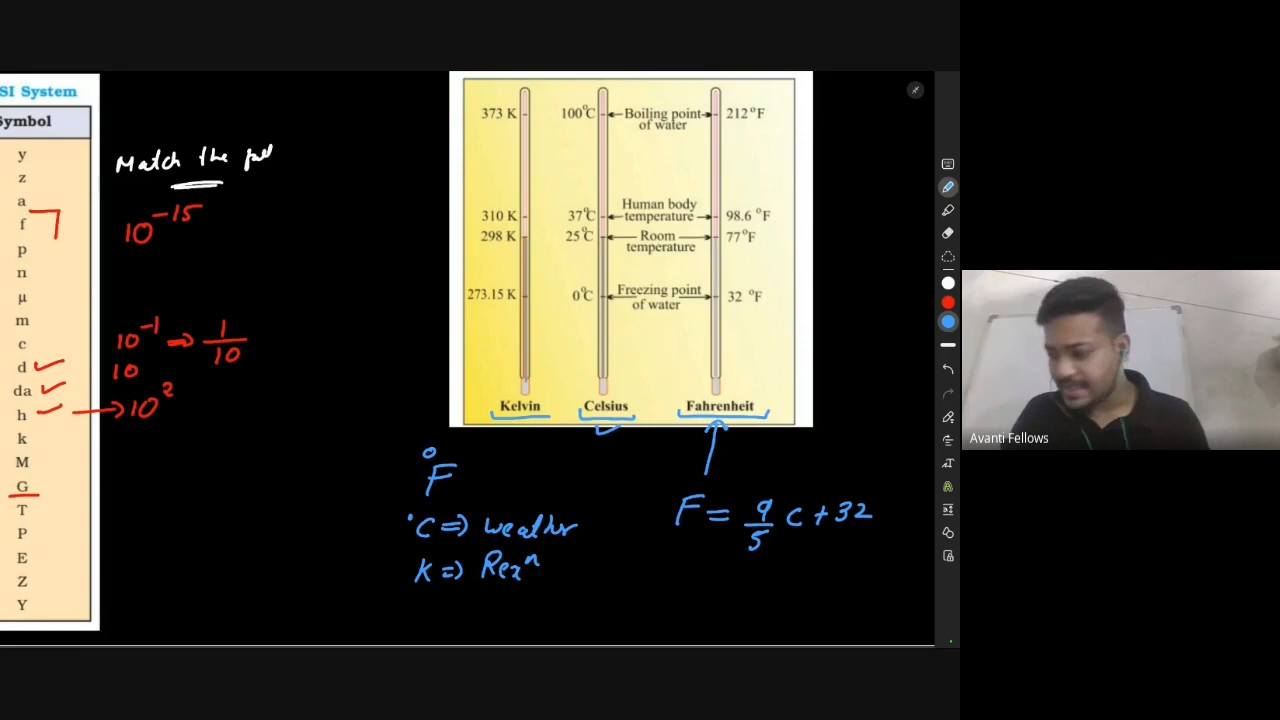 SI System
Symbol
y
z
a
f
p
n
μ
m
c
d
da
h
k
M
G
T
P
E
Z
Y
Match the
10⁻¹⁵
10⁻¹ ⇒ 1/10
10
→ 10²
373 K 100°C Boiling point of water 212 °F
310 K 37°C Human body temperature 98.6 °F
298 K 25°C Room temperature 77°F
273.15 K 0°C Freezing point of water 32 °F
Kelvin Celsius Fahrenheit
°F
°C ⇒ weather
K ⇒ Rexⁿ
F = 9/5 C + 32
Avanti Fellows